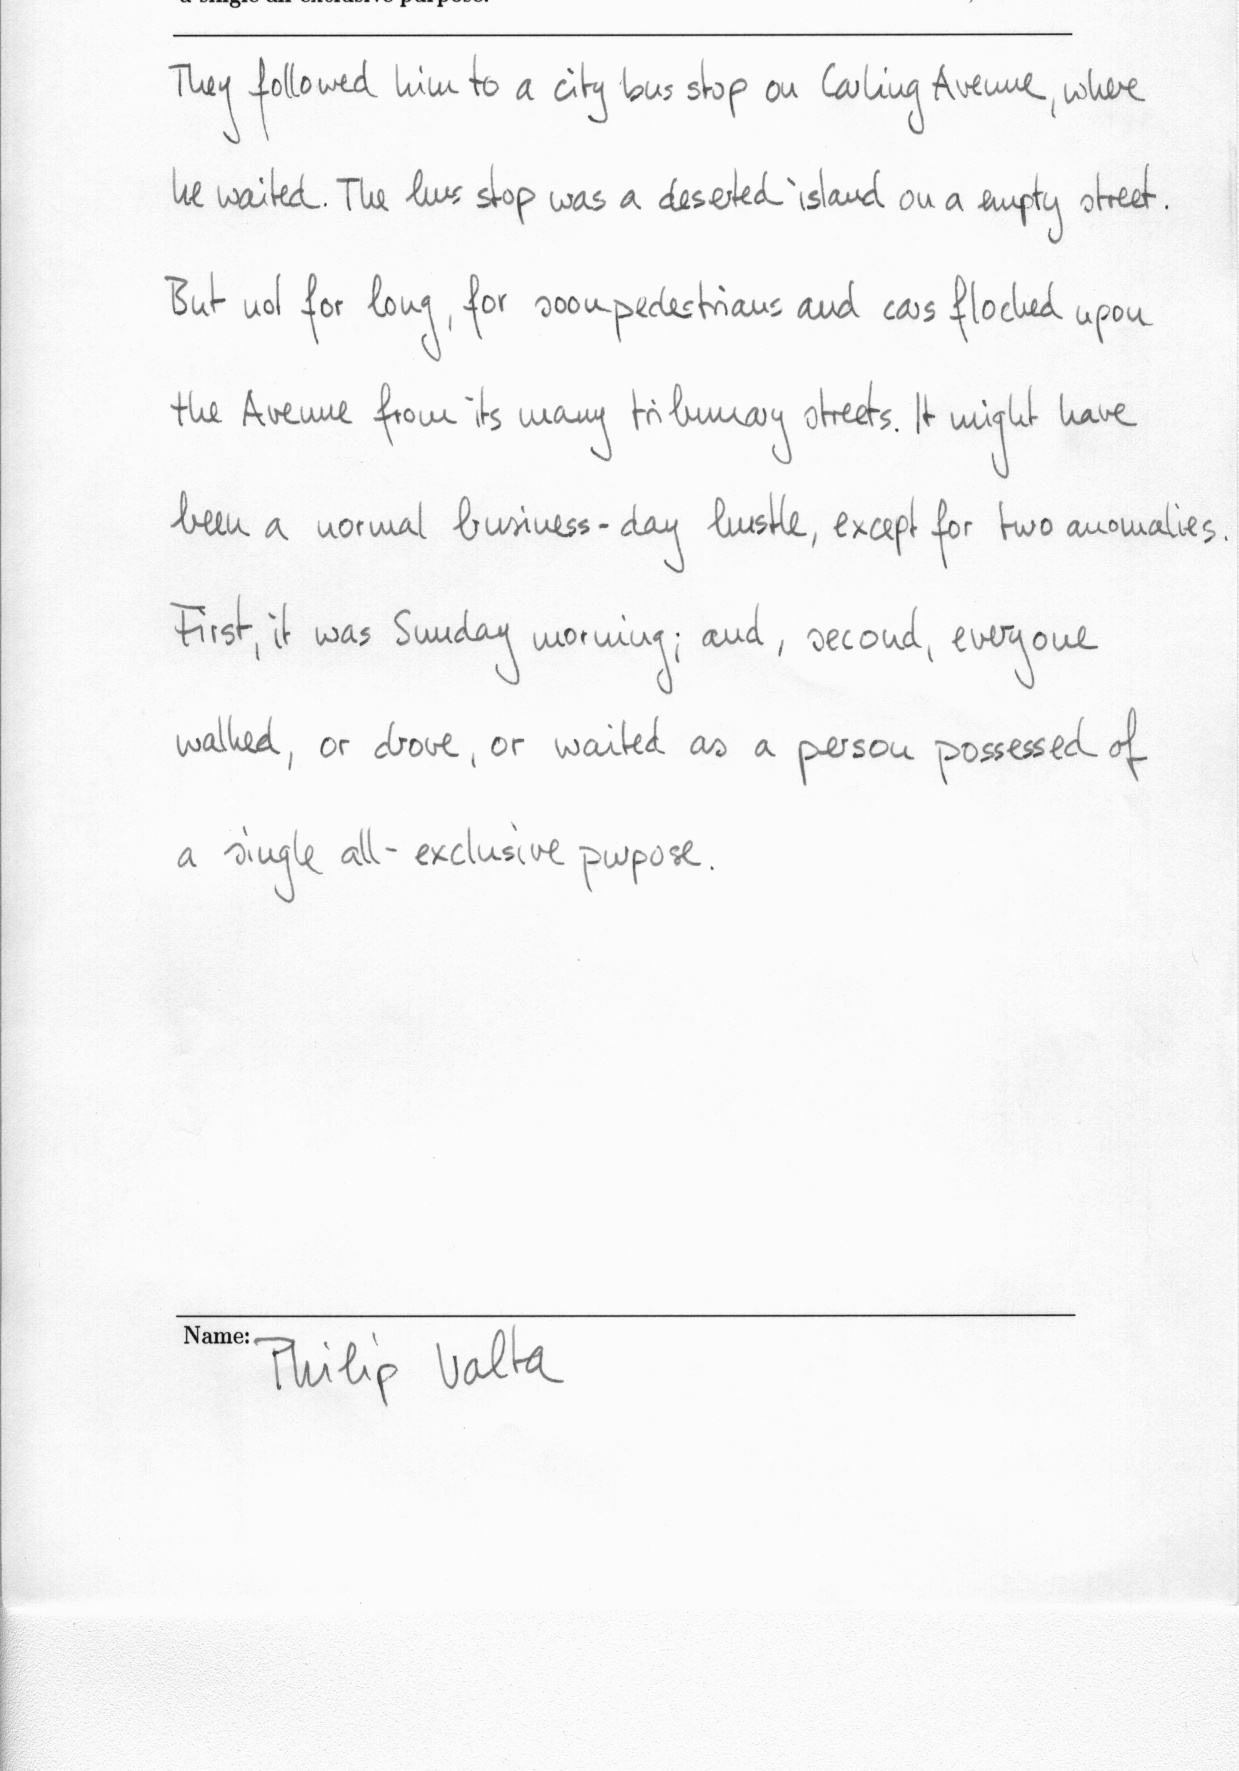 a single all-exclusive purpose.
They followed him to a city bus stop on Carling Avenue, where
he waited. The bus stop was a deserted island on a empty street.
But not for long, for soon pedestrians and cars flocked upon
the Avenue from its many tribunary streets. It might have
been a normal business-day bustle, except for two anomalies.
First, it was Sunday morning; and, second, everyone
walked, or drove, or waited as a person possessed of
a single all-exclusive purpose.
Name: Philip Valta